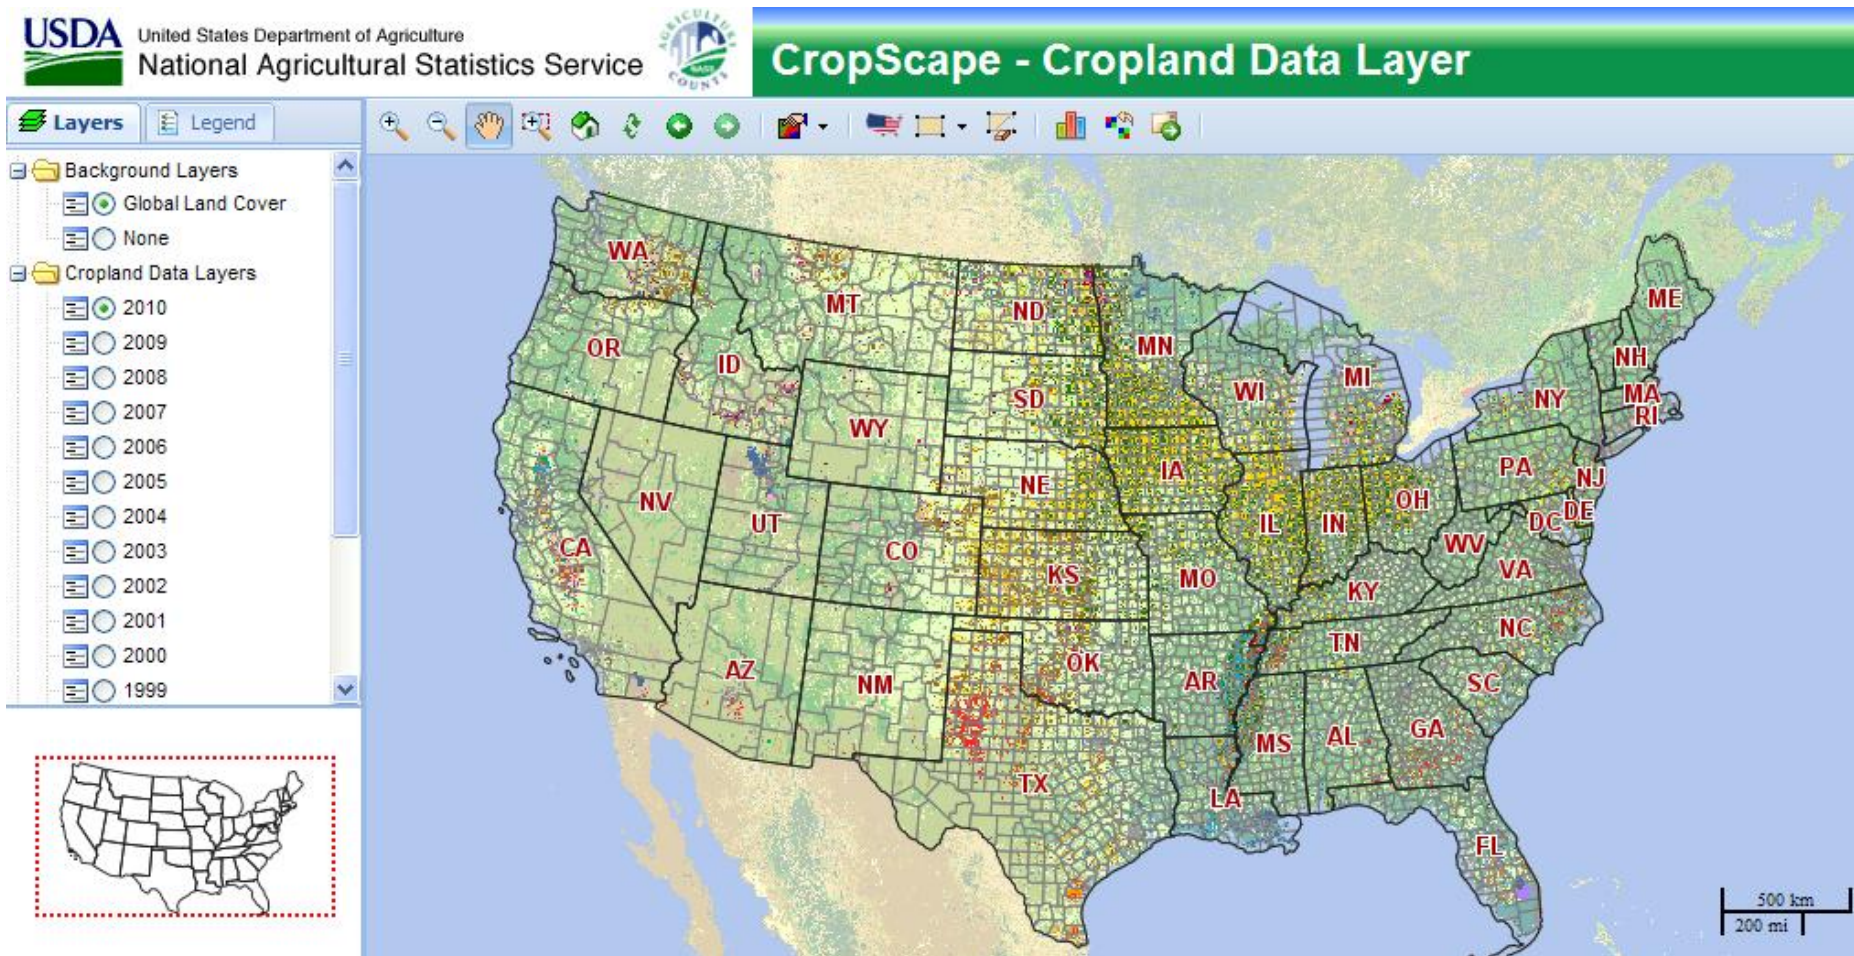 USDA
United States Department of Agriculture
National Agricultural Statistics Service
AGRICULTURE
COUNTS
CropScape - Cropland Data Layer
Layers
Legend
Background Layers
Global Land Cover
None
Cropland Data Layers
2010
2009
2008
2007
2006
2005
2004
2003
2002
2001
2000
1999
WA
MT
ND
MN
ME
OR
ID
SD
WI
MI
NH
NY
MA
RI
WY
NE
IA
PA
NJ
NV
UT
CO
IL
IN
OH
DC
DE
CA
KS
MO
WV
VA
KY
AZ
NM
OK
AR
TN
NC
SC
TX
LA
MS
AL
GA
FL
500 km
200 mi